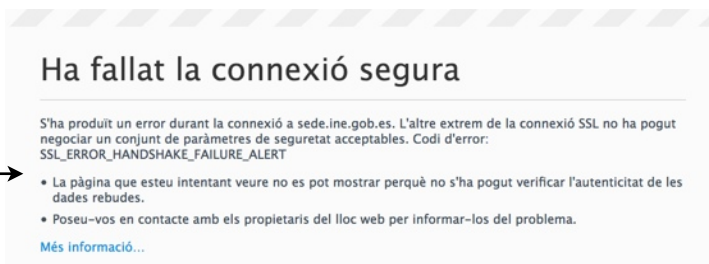 Ha fallat la connexió segura
S'ha produït un error durant la connexió a sede.ine.gob.es. L'altre extrem de la connexió SSL no ha pogut
negociar un conjunt de paràmetres de seguretat acceptables. Codi d'error:
SSL_ERROR_HANDSHAKE_FAILURE_ALERT
• La pàgina que esteu intentant veure no es pot mostrar perquè no s'ha pogut verificar l'autenticitat de les
dades rebudes.
• Poseu-vos en contacte amb els propietaris del lloc web per informar-los del problema.
Més informació...